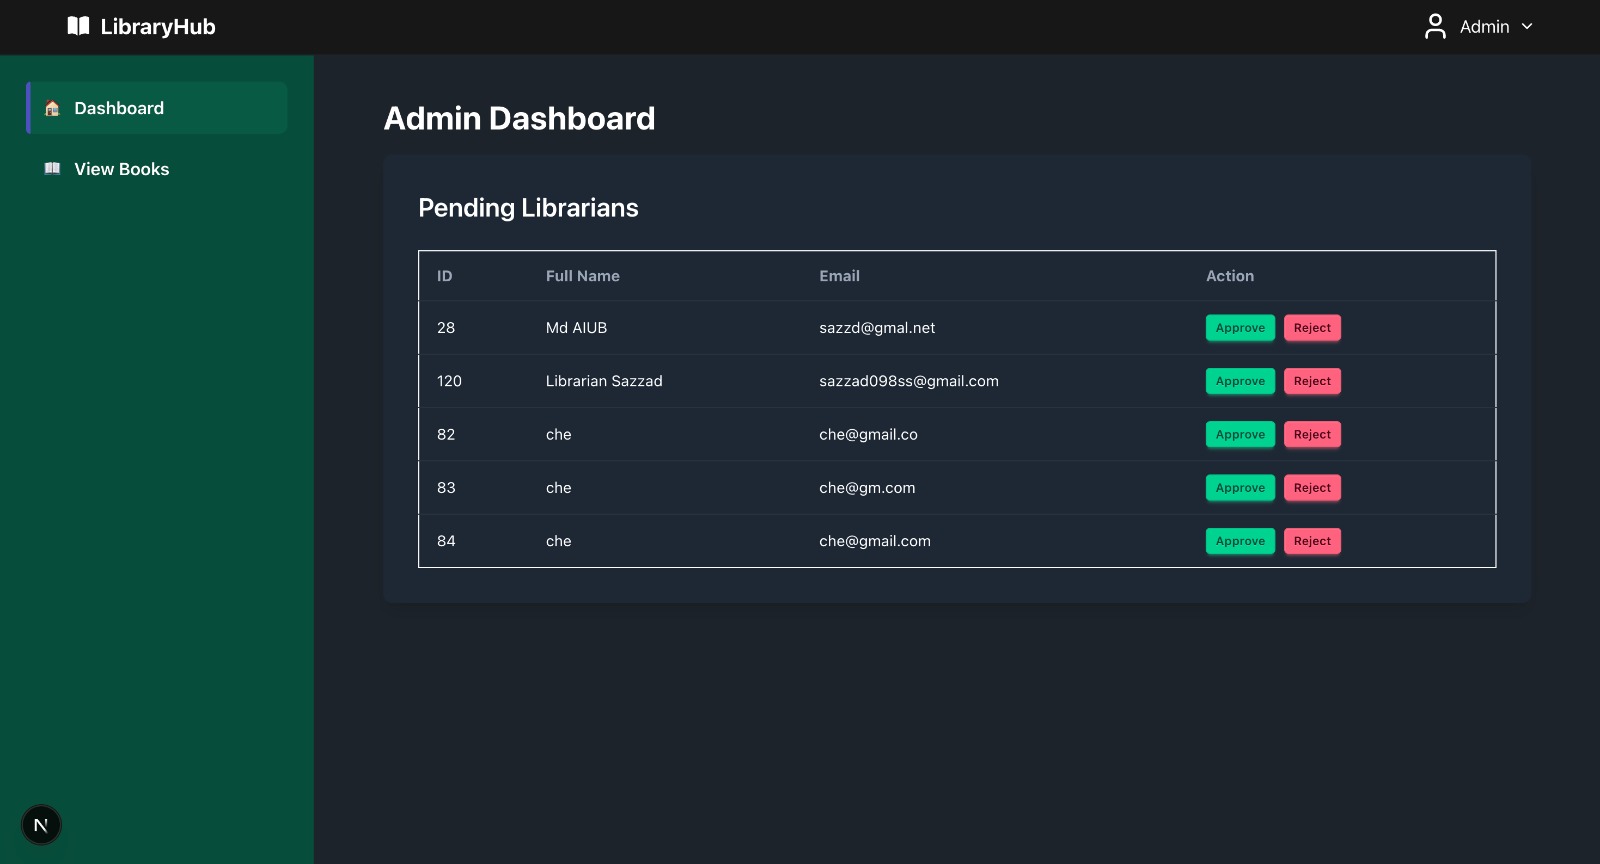 LibraryHub
Admin
Dashboard
View Books
Admin Dashboard
Pending Librarians
ID Full Name Email Action
28 Md AIUB sazzd@gmal.net Approve Reject
120 Librarian Sazzad sazzad098ss@gmail.com Approve Reject
82 che che@gmail.co Approve Reject
83 che che@gm.com Approve Reject
84 che che@gmail.com Approve Reject
N